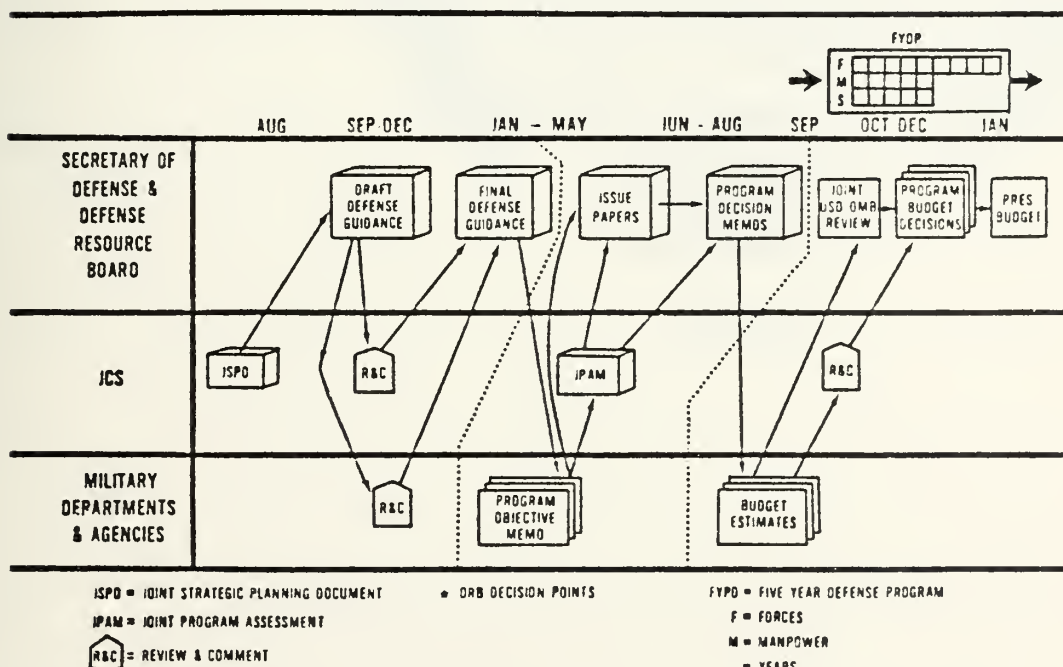 FYDP
F
M
S
AUG SEP-DEC JAN - MAY JUN - AUG SEP OCT DEC JAN
SECRETARY OF
DEFENSE &
DEFENSE
RESOURCE
BOARD
DRAFT
DEFENSE
GUIDANCE
FINAL
DEFENSE
GUIDANCE
ISSUE
PAPERS
PROGRAM
DECISION
MEMOS
JOINT
USD OMB
REVIEW
PROGRAM
BUDGET
DECISIONS
PRES
BUDGET
JCS
JSPD
R&C
JPAM
R&C
MILITARY
DEPARTMENTS
& AGENCIES
R&C
PROGRAM
OBJECTIVE
MEMO
BUDGET
ESTIMATES
JSPD = JOINT STRATEGIC PLANNING DOCUMENT * DRB DECISION POINTS FYPD = FIVE YEAR DEFENSE PROGRAM
JPAM = JOINT PROGRAM ASSESSMENT F = FORCES
R&C = REVIEW & COMMENT M = MANPOWER
= YEARS